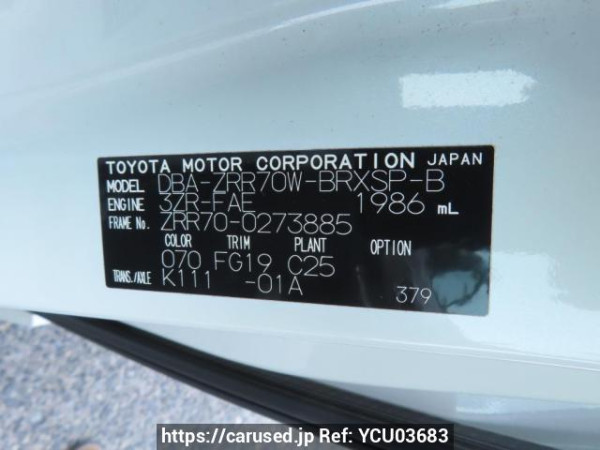 TOYOTA MOTOR CORPORATION JAPAN
MODEL DBA-ZRR70W-BRXSP-B
ENGINE 3ZR-FAE 1986 mL
FRAME No. ZRR70-0273885
COLOR TRIM PLANT OPTION
070 FG19 C25
TRANS./AXLE K111 -01A 379
https://carused.jp Ref: YCU03683